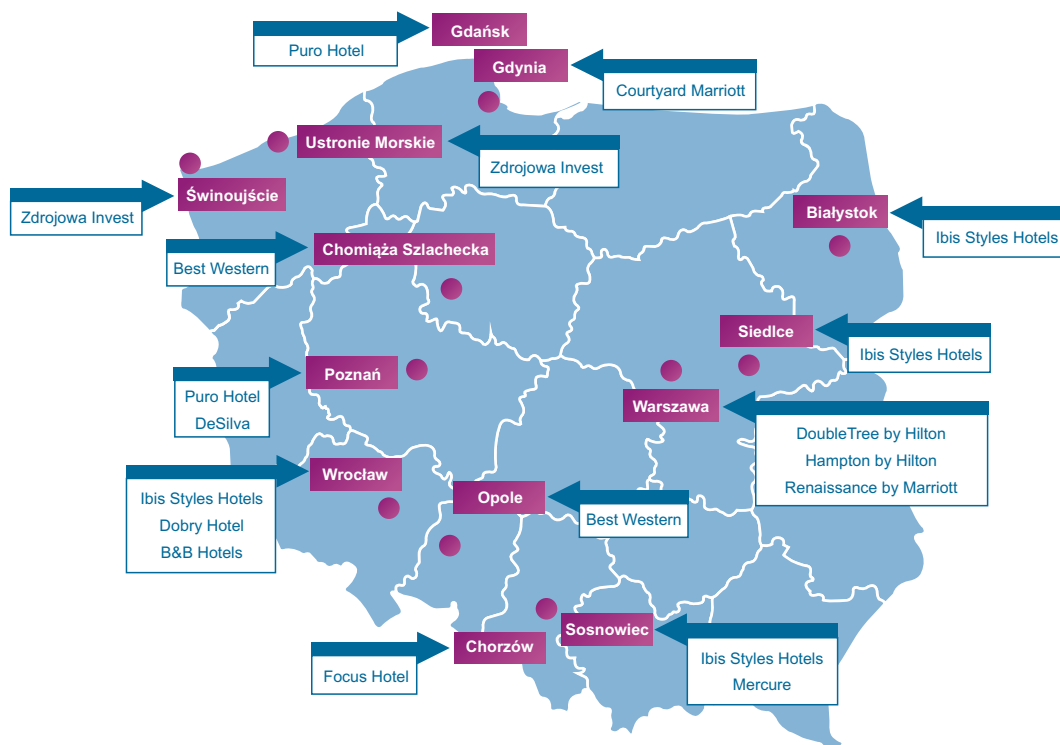 Gdańsk
Puro Hotel
Gdynia
Courtyard Marriott
Ustronie Morskie
Zdrojowa Invest
Świnoujście
Zdrojowa Invest
Białystok
Ibis Styles Hotels
Chomiąża Szlachecka
Best Western
Siedlce
Ibis Styles Hotels
Poznań
Puro Hotel
DeSilva
Warszawa
DoubleTree by Hilton
Hampton by Hilton
Renaissance by Marriott
Wrocław
Ibis Styles Hotels
Dobry Hotel
B&B Hotels
Opole
Best Western
Sosnowiec
Ibis Styles Hotels
Mercure
Chorzów
Focus Hotel